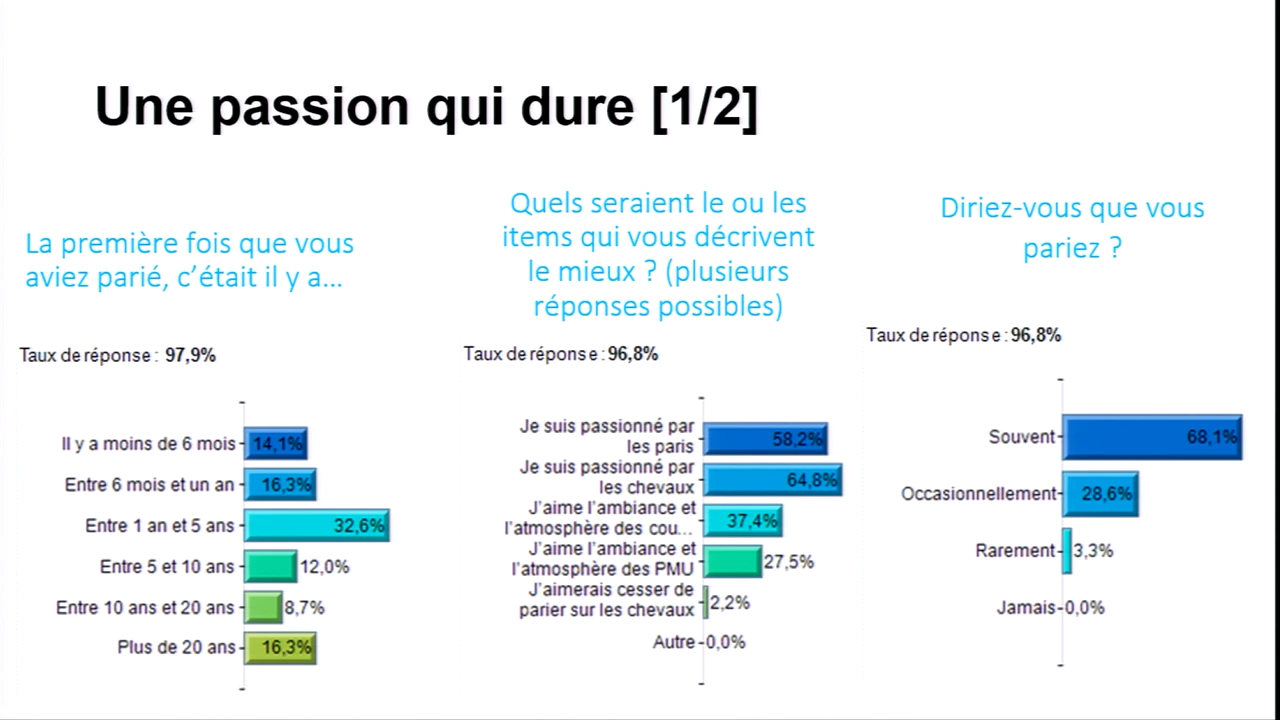 Une passion qui dure [1/2]
La première fois que vous
aviez parié, c’était il y a…
Taux de réponse : 97,9%
Il y a moins de 6 mois 14,1%
Entre 6 mois et un an 16,3%
Entre 1 an et 5 ans 32,6%
Entre 5 et 10 ans 12,0%
Entre 10 ans et 20 ans 8,7%
Plus de 20 ans 16,3%
Quels seraient le ou les
items qui vous décrivent
le mieux ? (plusieurs
réponses possibles)
Taux de réponse : 96,8%
Je suis passionné par
les paris 58,2%
Je suis passionné par
les chevaux 64,8%
J’aime l’ambiance et
l’atmosphère des cou... 37,4%
J’aime l’ambiance et
l’atmosphère des PMU 27,5%
J’aimerais cesser de
parier sur les chevaux 2,2%
Autre 0,0%
Diriez-vous que vous
pariez ?
Taux de réponse : 96,8%
Souvent 68,1%
Occasionnellement 28,6%
Rarement 3,3%
Jamais 0,0%